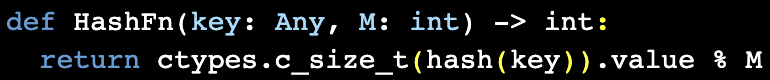 def HashFn(key: Any, M: int) -> int:
  return ctypes.c_size_t(hash(key)).value % M